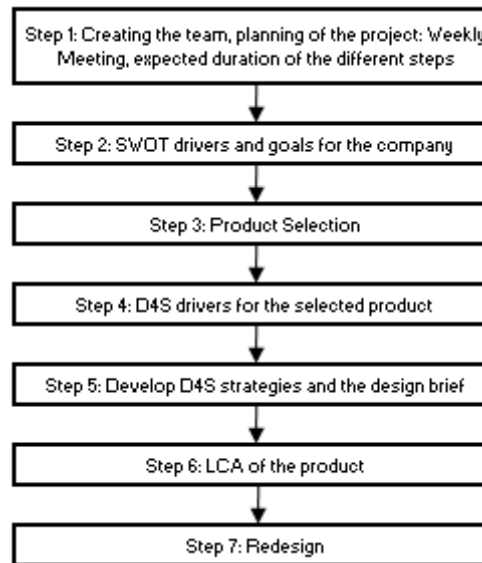 Step 1: Creating the team, planning of the project: Weekly
Meeting, expected duration of the different steps
Step 2: SWOT drivers and goals for the company
Step 3: Product Selection
Step 4: D4S drivers for the selected product
Step 5: Develop D4S strategies and the design brief
Step 6: LCA of the product
Step 7: Redesign